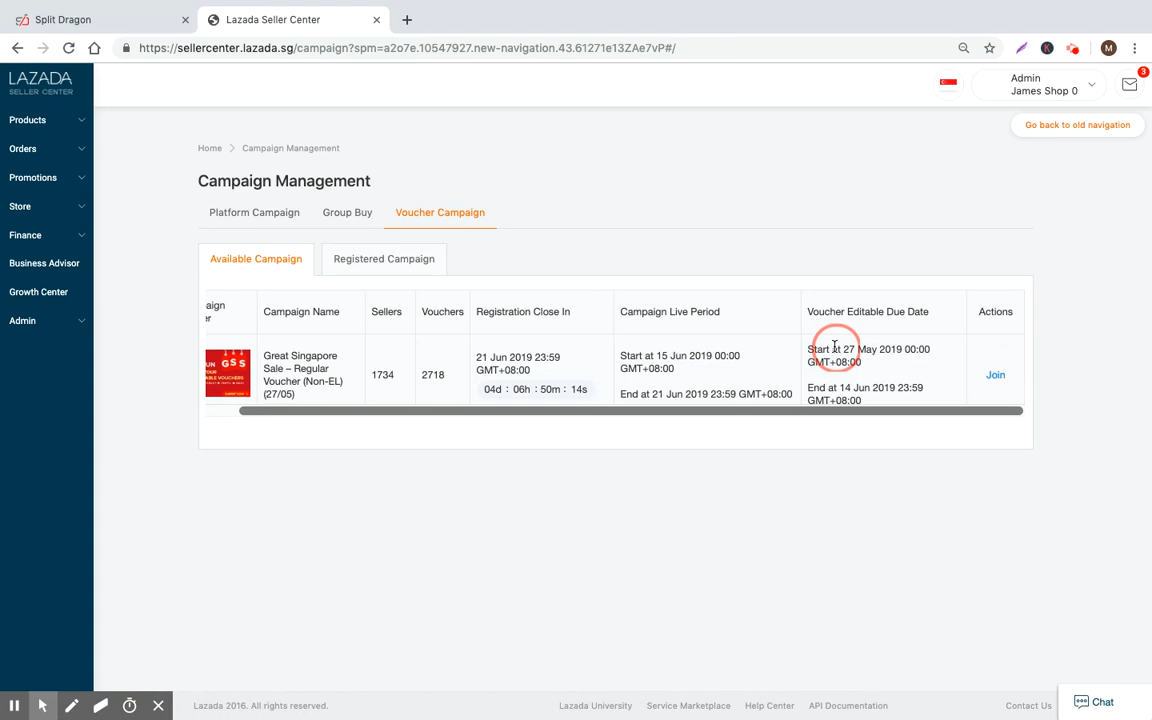 Split Dragon
Lazada Seller Center
https://sellercenter.lazada.sg/campaign?spm=a2o7e.10547927.new-navigation.43.61271e13ZAe7vP#/
K
M
LAZADA
SELLER CENTER
Admin
James Shop 0
3
Go back to old navigation
Products
Orders
Promotions
Store
Finance
Business Advisor
Growth Center
Admin
Home
Campaign Management
Campaign Management
Platform Campaign
Group Buy
Voucher Campaign
Available Campaign
Registered Campaign
aign
er
Campaign Name
Sellers
Vouchers
Registration Close In
Campaign Live Period
Voucher Editable Due Date
Actions
UN GSS
Great Singapore
Sale – Regular
Voucher (Non-EL)
(27/05)
1734
2718
21 Jun 2019 23:59
GMT+08:00
04d : 06h : 50m : 14s
Start at 15 Jun 2019 00:00
GMT+08:00
End at 21 Jun 2019 23:59 GMT+08:00
Start at 27 May 2019 00:00
GMT+08:00
End at 14 Jun 2019 23:59
GMT+08:00
Join
Lazada 2016. All rights reserved.
Lazada University
Service Marketplace
Help Center
API Documentation
Contact Us
Chat